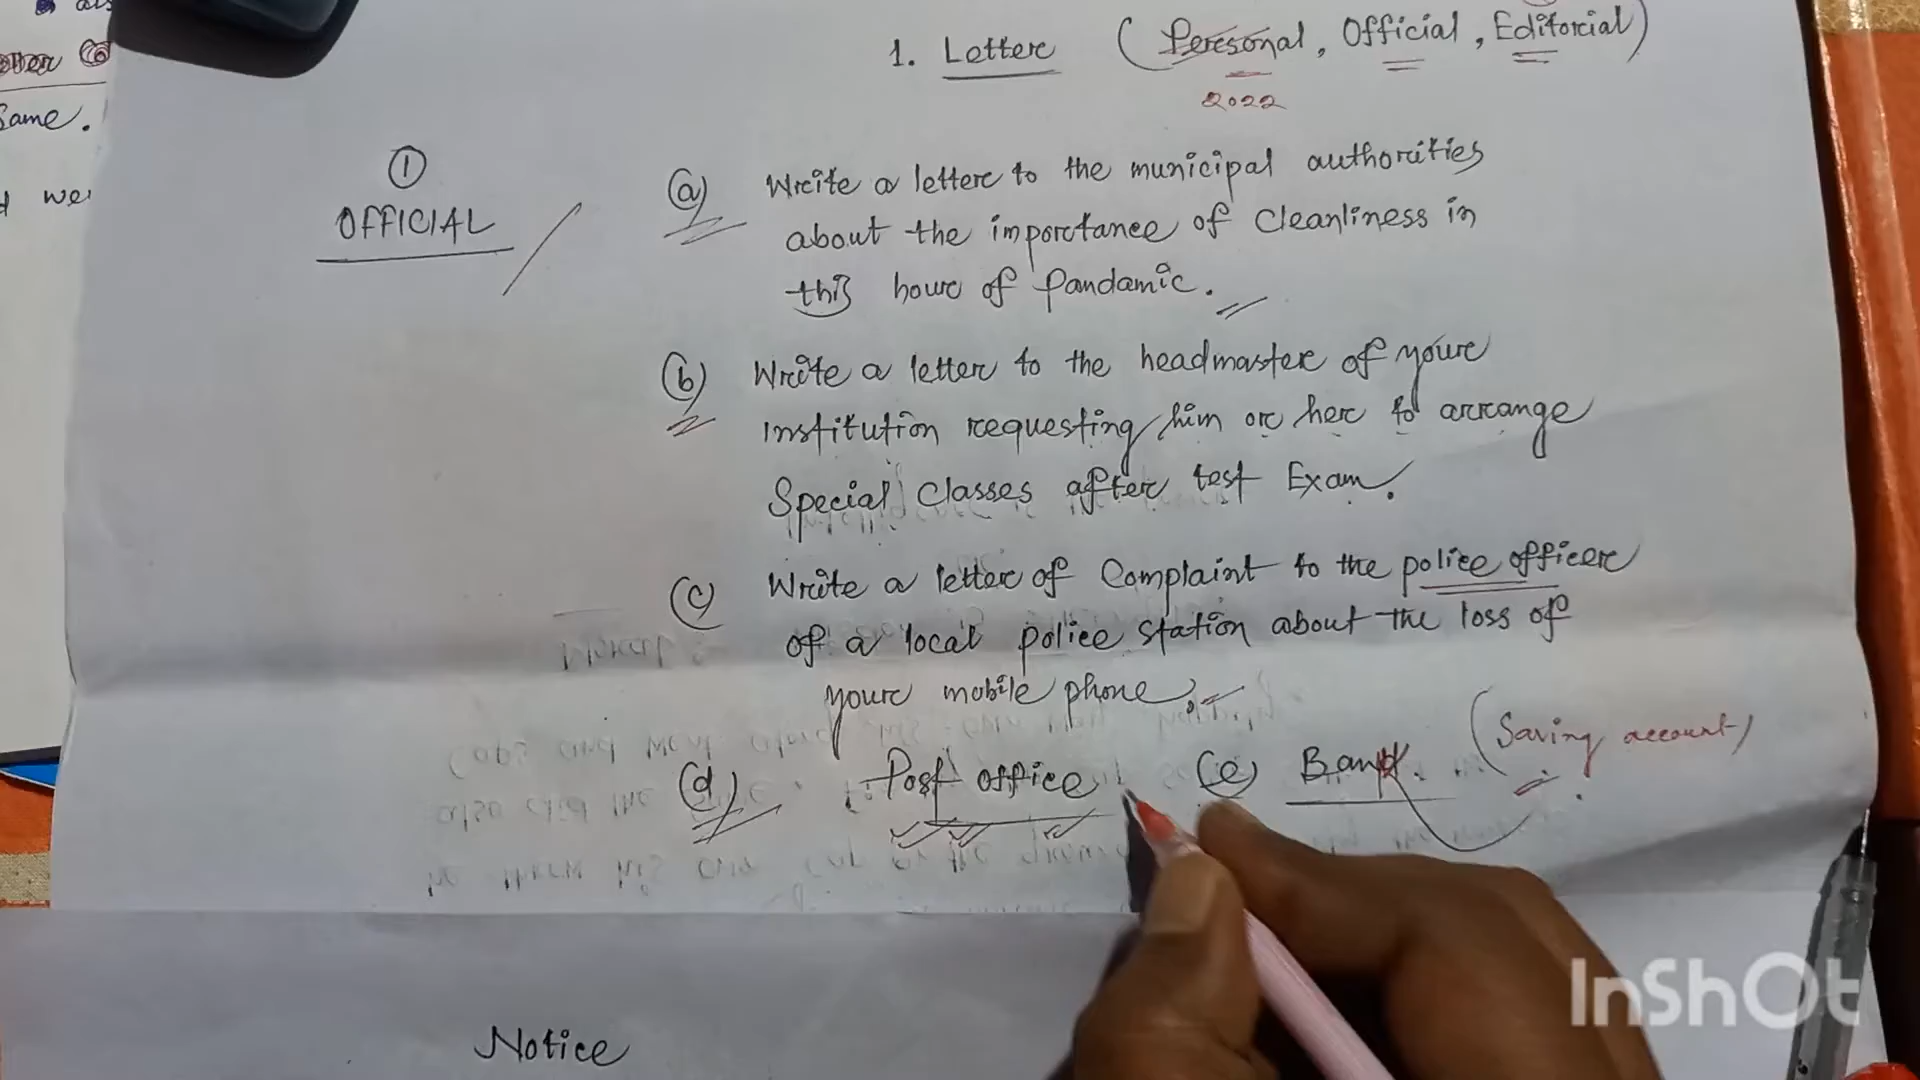 1. Letter (Personal, Official, Editorial)
2022
Same.
① OFFICIAL
(a) Write a letter to the municipal authorities
about the importance of cleanliness in
this hour of Pandamic.
(b) Write a letter to the headmaster of your
institution requesting him or her to arrange
Special Classes after test Exam.
(c) Write a letter of Complaint to the police officer
of a local police station about the loss of
your mobile phone.
(d) Post office (e) Bank. (Saving account)
Notice
InShOt